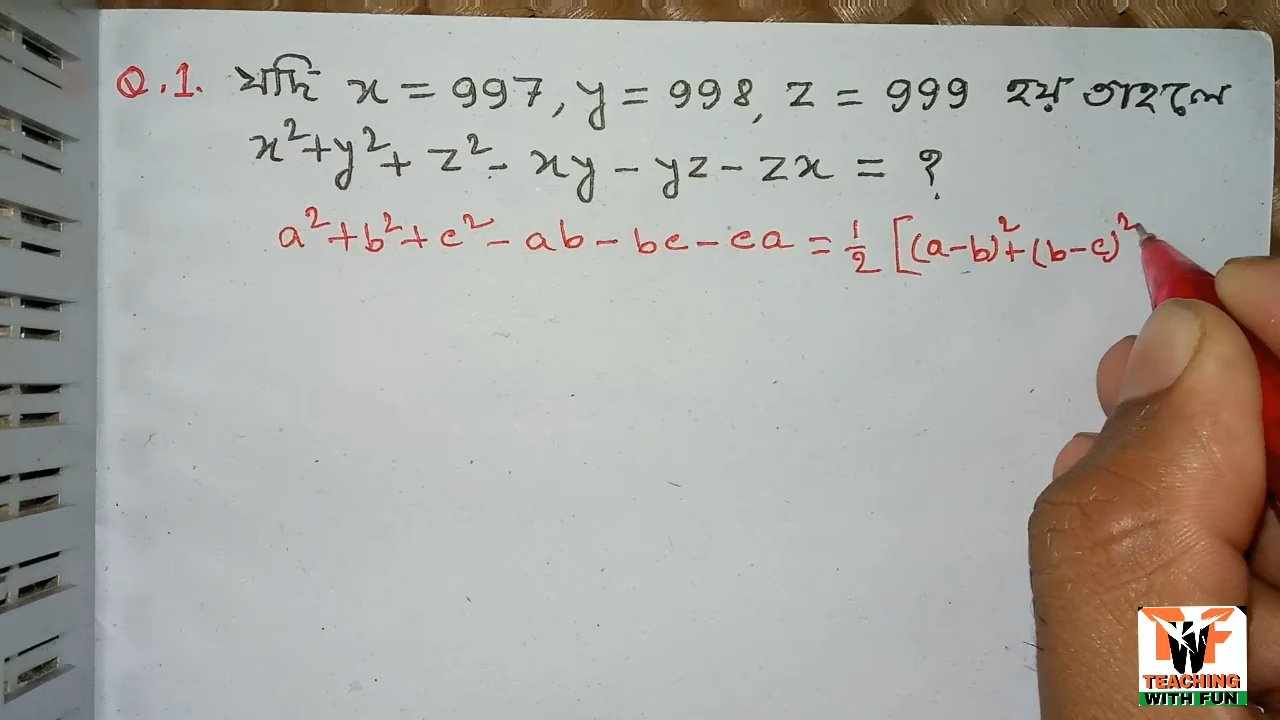 Q.1. যদি x = 997, y = 998, z = 999 হয় তাহলে
x²+y²+ z² - xy - yz - zx = ?
a²+b²+c² - ab - bc - ca = 1/2 [(a-b)²+(b-c)²
TWF
TEACHING
WITH FUN